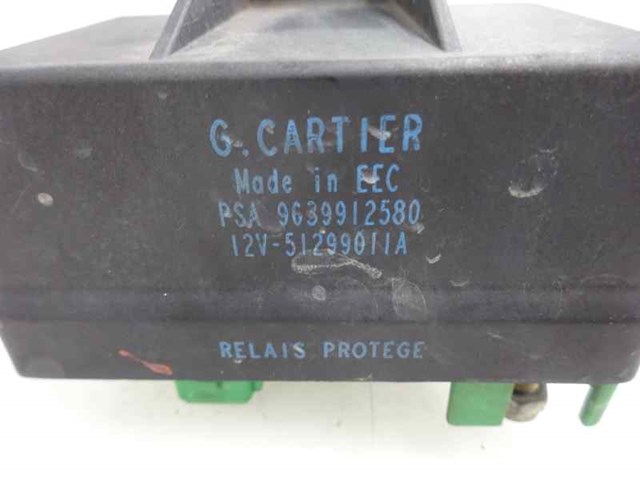 G. CARTIER
Made in EEC
PSA 9639912580
12V-51299011A
RELAIS PROTEGE